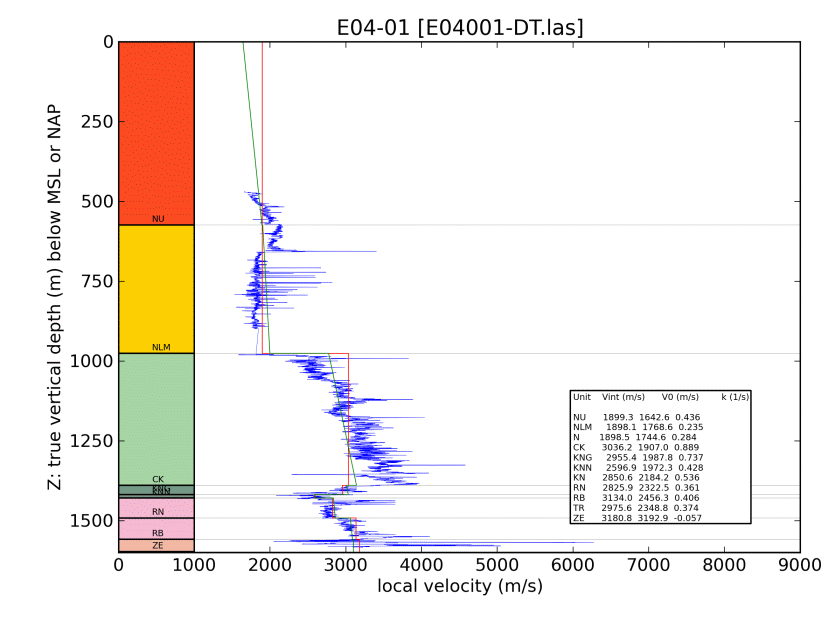 E04-01 [E04001-DT.las]
0
250
500
750
1000
1250
1500
Z: true vertical depth (m) below MSL or NAP
NU
NLM
CK
KNN
RN
RB
ZE
Unit Vint (m/s) V0 (m/s) k (1/s)
NU 1899.3 1642.6 0.436
NLM 1898.1 1768.6 0.235
N 1898.5 1744.6 0.284
CK 3036.2 1907.0 0.889
KNG 2955.4 1987.8 0.737
KNN 2596.9 1972.3 0.428
KN 2850.6 2184.2 0.536
RN 2825.9 2322.5 0.361
RB 3134.0 2456.3 0.406
TR 2975.6 2348.8 0.374
ZE 3180.8 3192.9 -0.057
0 1000 2000 3000 4000 5000 6000 7000 8000 9000
local velocity (m/s)